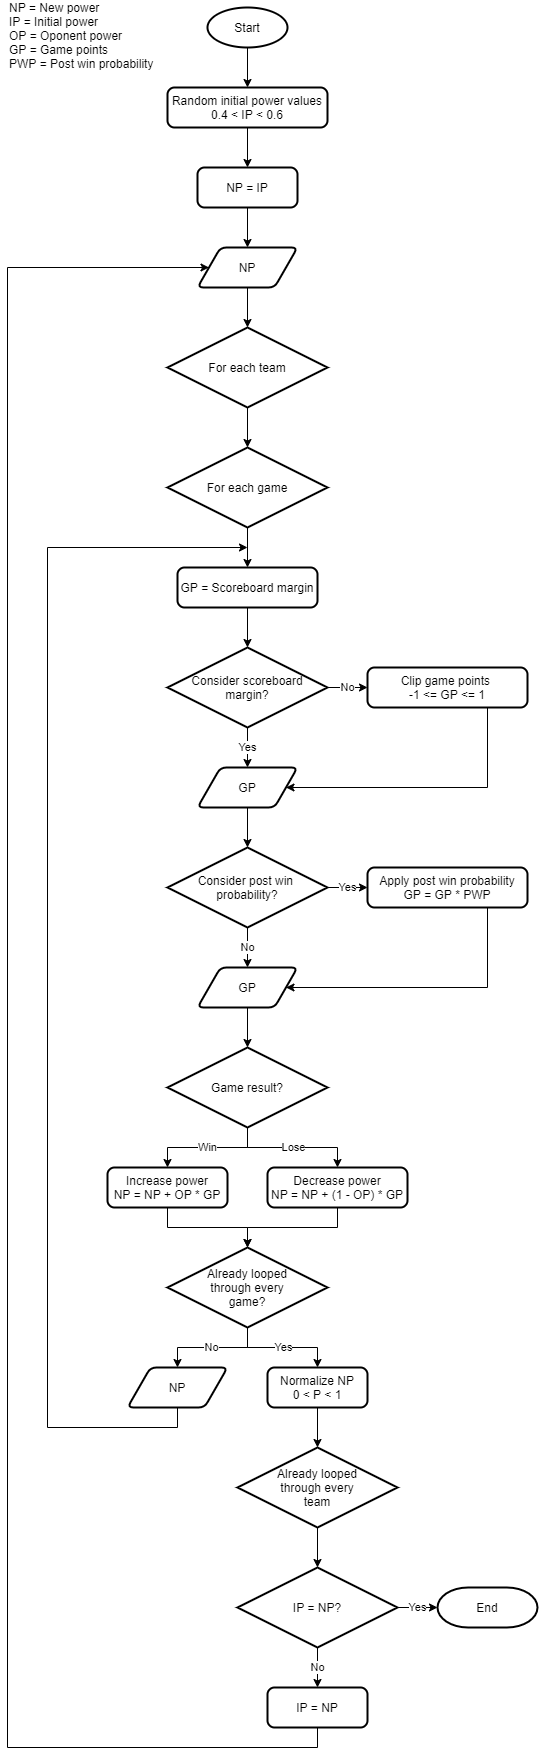 NP = New power
IP = Initial power
OP = Oponent power
GP = Game points
PWP = Post win probability
Start
Random initial power values
0.4 < IP < 0.6
NP = IP
NP
For each team
For each game
GP = Scoreboard margin
Consider scoreboard
margin?
No
Clip game points
-1 <= GP <= 1
Yes
GP
Consider post win
probability?
Yes
Apply post win probability
GP = GP * PWP
No
GP
Game result?
Win
Lose
Increase power
NP = NP + OP * GP
Decrease power
NP = NP + (1 - OP) * GP
Already looped
through every
game?
No
Yes
NP
Normalize NP
0 < P < 1
Already looped
through every
team
IP = NP?
Yes
End
No
IP = NP